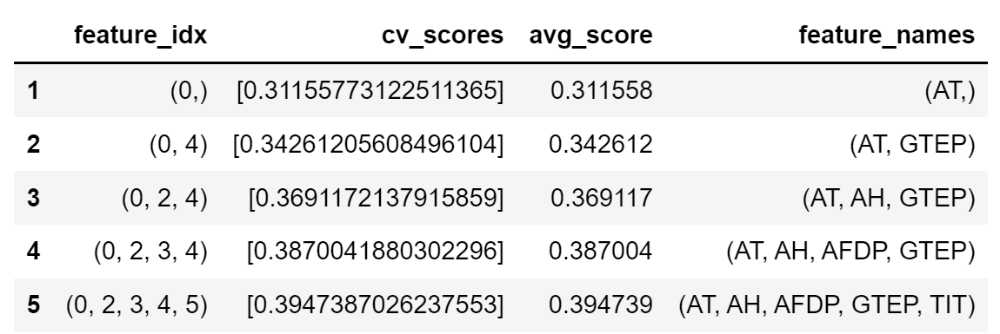 feature_idx cv_scores avg_score feature_names
1 (0,) [0.31155773122511365] 0.311558 (AT,)
2 (0, 4) [0.34261205608496104] 0.342612 (AT, GTEP)
3 (0, 2, 4) [0.3691172137915859] 0.369117 (AT, AH, GTEP)
4 (0, 2, 3, 4) [0.3870041880302296] 0.387004 (AT, AH, AFDP, GTEP)
5 (0, 2, 3, 4, 5) [0.3947387026237553] 0.394739 (AT, AH, AFDP, GTEP, TIT)